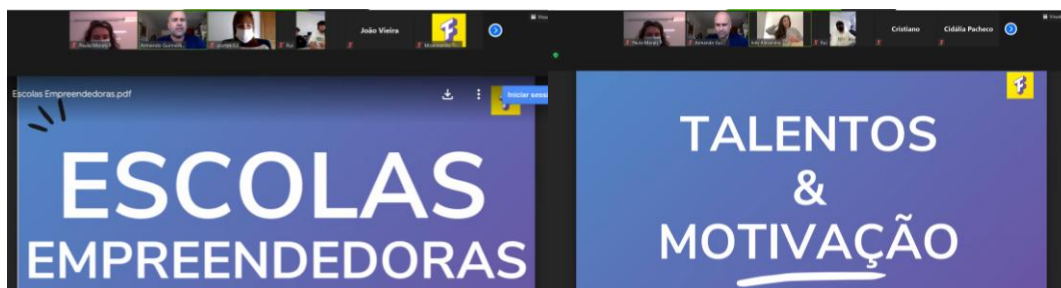 João Vieira
Escolas Empreendedoras.pdf
Iniciar sess
ESCOLAS
EMPREENDEDORAS
Cristiano
Cidália Pacheco
TALENTOS
&
MOTIVAÇÃO